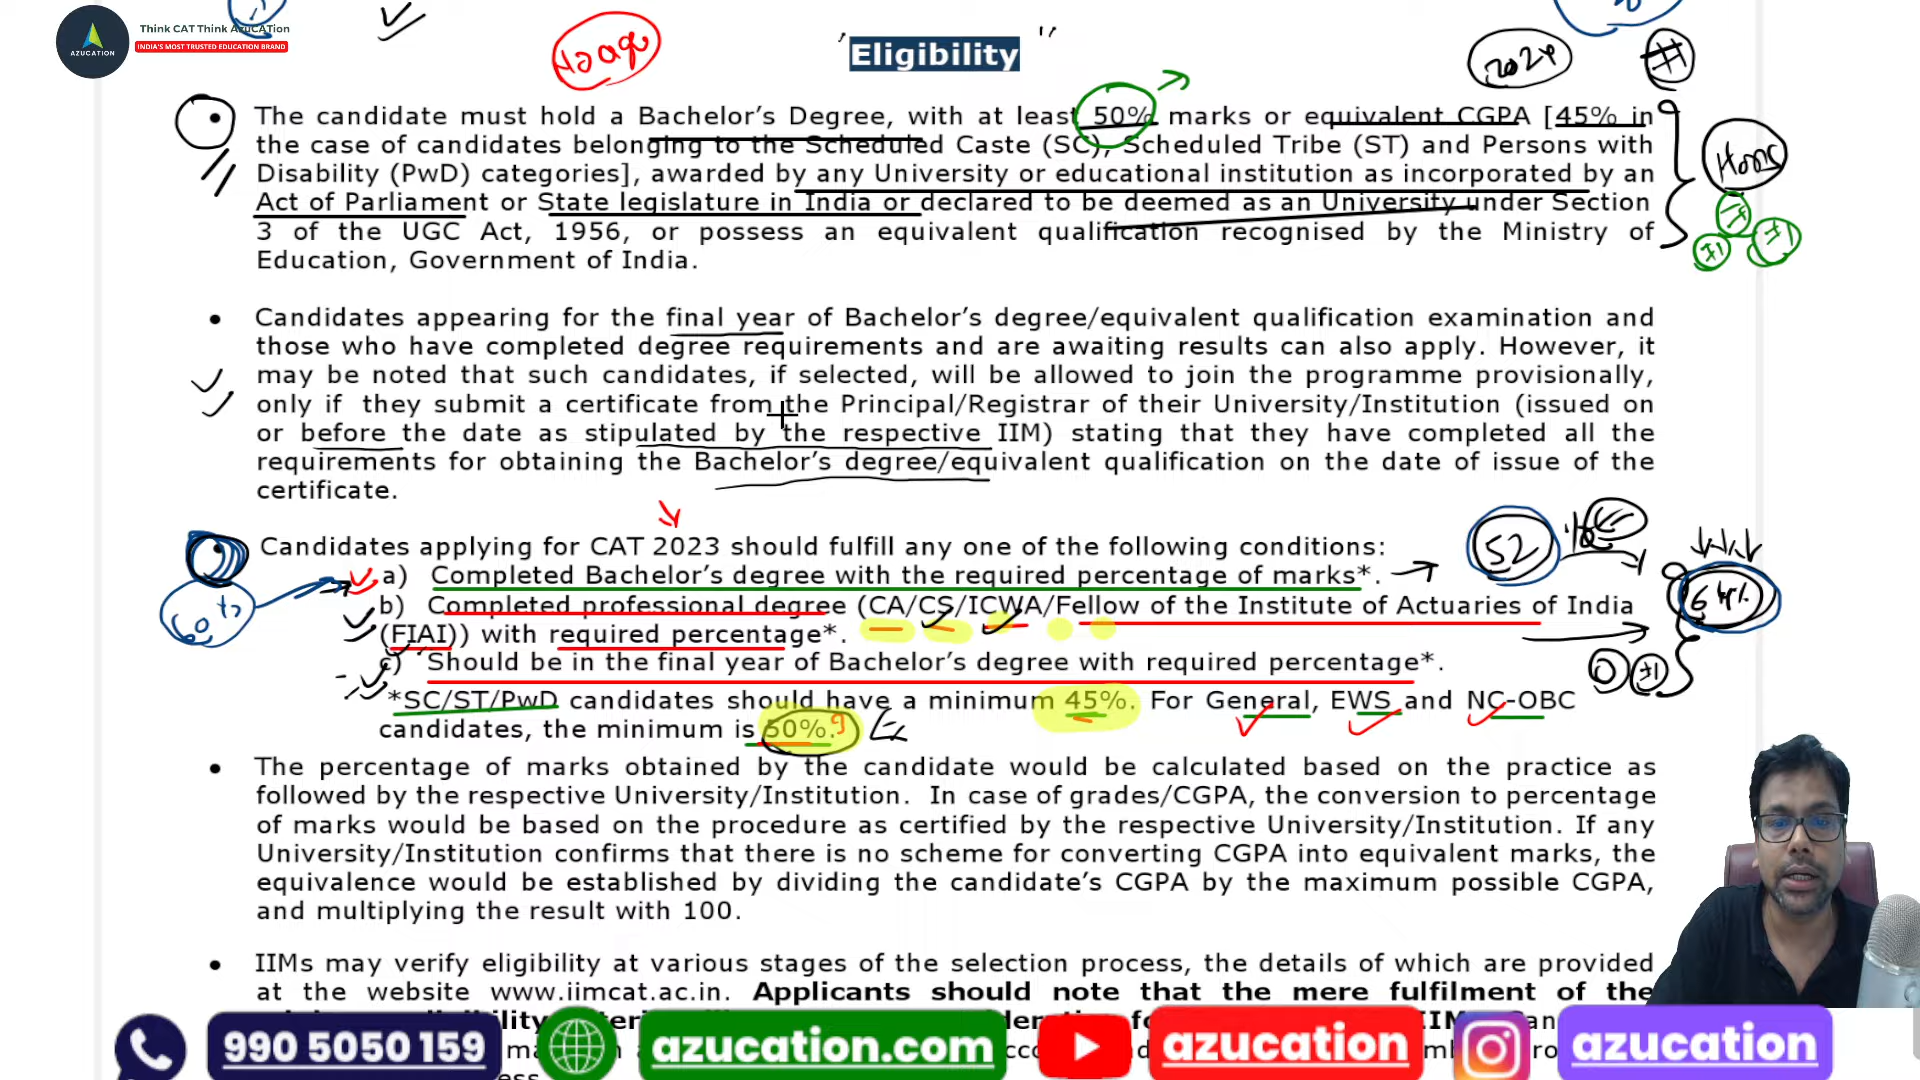 Think CAT Think AzuCATion
INDIA'S MOST TRUSTED EDUCATION BRAND
AZUCATION
No age
2024
#
" Eligibility "
• The candidate must hold a Bachelor's Degree, with at least 50% marks or equivalent CGPA [45% in
the case of candidates belonging to the Scheduled Caste (SC), Scheduled Tribe (ST) and Persons with
Disability (PwD) categories], awarded by any University or educational institution as incorporated by an
Act of Parliament or State legislature in India or declared to be deemed as an University under Section
3 of the UGC Act, 1956, or possess an equivalent qualification recognised by the Ministry of
Education, Government of India.
• Candidates appearing for the final year of Bachelor's degree/equivalent qualification examination and
those who have completed degree requirements and are awaiting results can also apply. However, it
may be noted that such candidates, if selected, will be allowed to join the programme provisionally,
only if they submit a certificate from the Principal/Registrar of their University/Institution (issued on
or before the date as stipulated by the respective IIM) stating that they have completed all the
requirements for obtaining the Bachelor's degree/equivalent qualification on the date of issue of the
certificate.
52
• Candidates applying for CAT 2023 should fulfill any one of the following conditions:
a) Completed Bachelor's degree with the required percentage of marks*.
b) Completed professional degree (CA/CS/ICWA/Fellow of the Institute of Actuaries of India
(FIAI)) with required percentage*.
c) Should be in the final year of Bachelor's degree with required percentage*.
*SC/ST/PwD candidates should have a minimum 45%. For General, EWS and NC-OBC
candidates, the minimum is 50%.
• The percentage of marks obtained by the candidate would be calculated based on the practice as
followed by the respective University/Institution. In case of grades/CGPA, the conversion to percentage
of marks would be based on the procedure as certified by the respective University/Institution. If any
University/Institution confirms that there is no scheme for converting CGPA into equivalent marks, the
equivalence would be established by dividing the candidate's CGPA by the maximum possible CGPA,
and multiplying the result with 100.
• IIMs may verify eligibility at various stages of the selection process, the details of which are provided
at the website www.iimcat.ac.in. Applicants should note that the mere fulfilment of the
990 5050 159
azucation.com
azucation
azucation